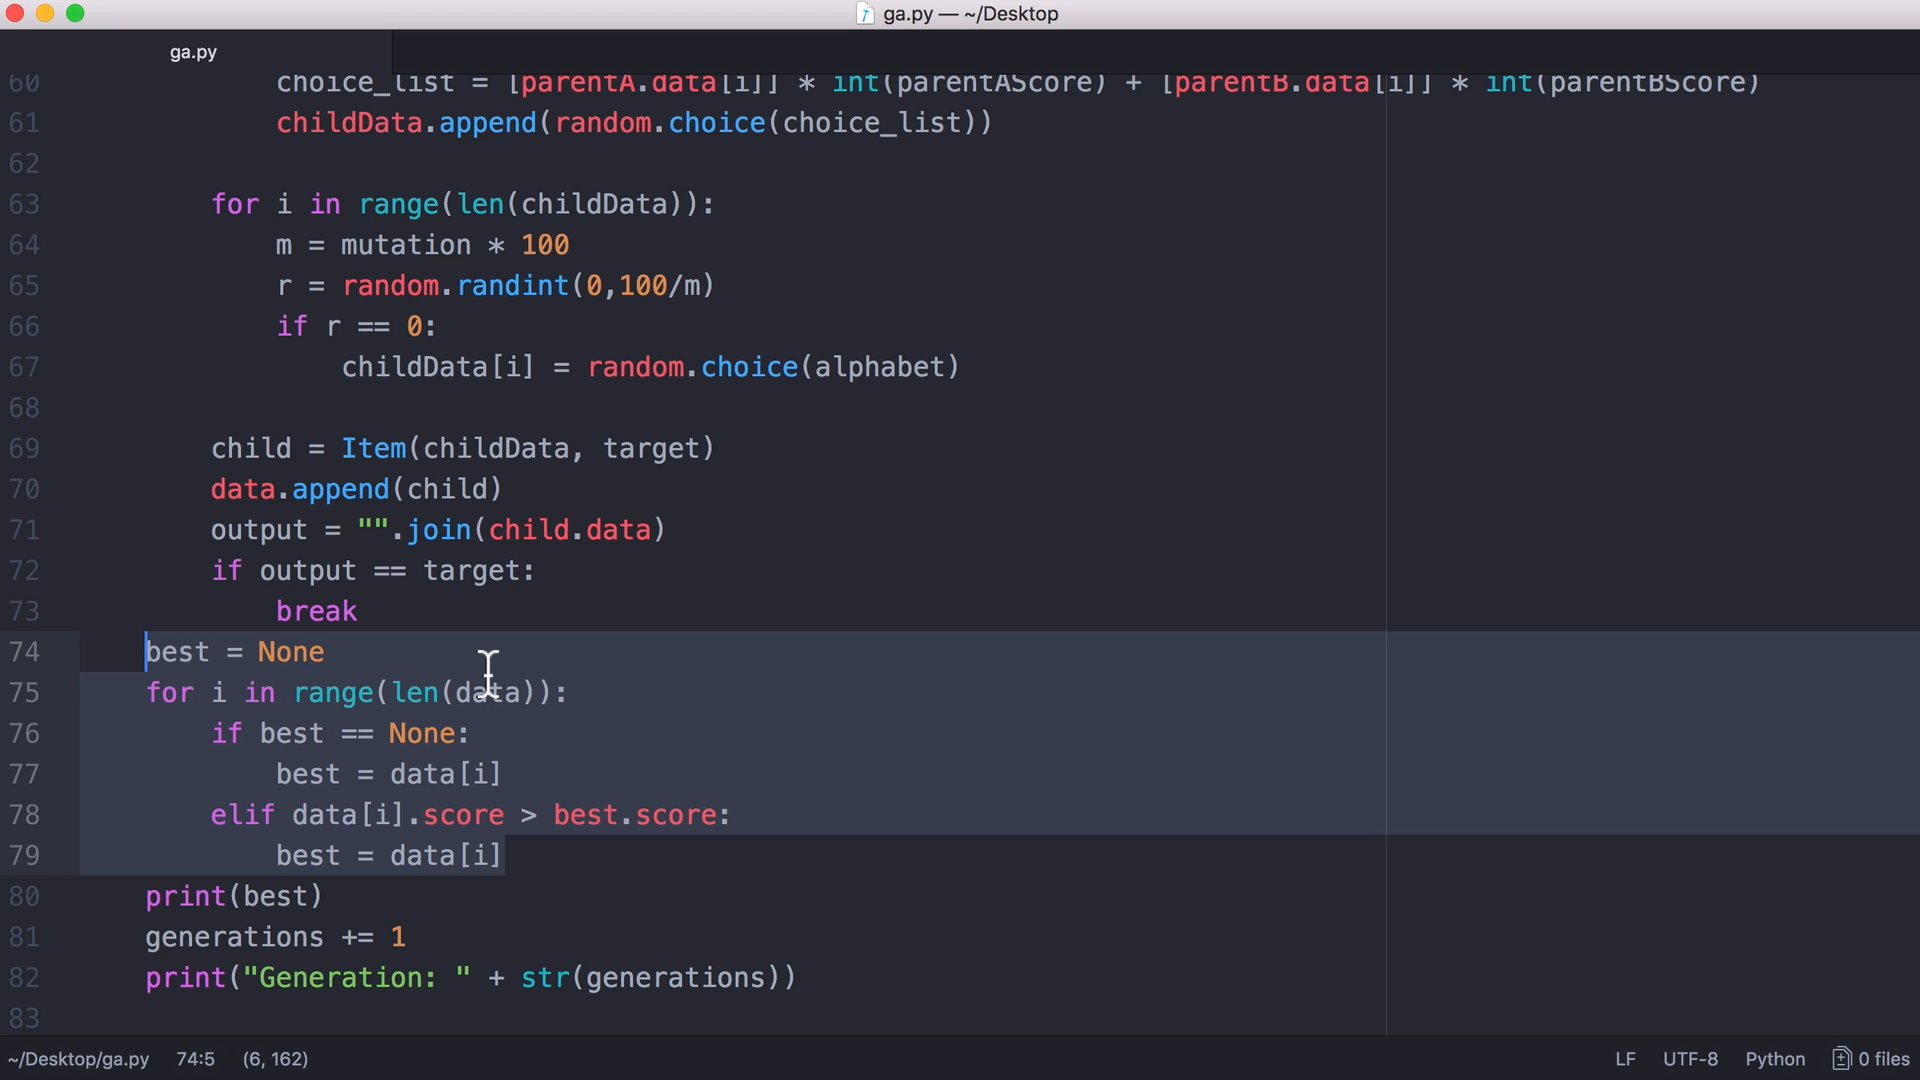 ga.py — ~/Desktop
ga.py
60 choice_list = [parentA.data[i]] * int(parentAScore) + [parentB.data[i]] * int(parentBScore)
61 childData.append(random.choice(choice_list))
62
63 for i in range(len(childData)):
64 m = mutation * 100
65 r = random.randint(0,100/m)
66 if r == 0:
67 childData[i] = random.choice(alphabet)
68
69 child = Item(childData, target)
70 data.append(child)
71 output = "".join(child.data)
72 if output == target:
73 break
74 best = None
75 for i in range(len(data)):
76 if best == None:
77 best = data[i]
78 elif data[i].score > best.score:
79 best = data[i]
80 print(best)
81 generations += 1
82 print("Generation: " + str(generations))
83
~/Desktop/ga.py 74:5 (6, 162) LF UTF-8 Python 0 files